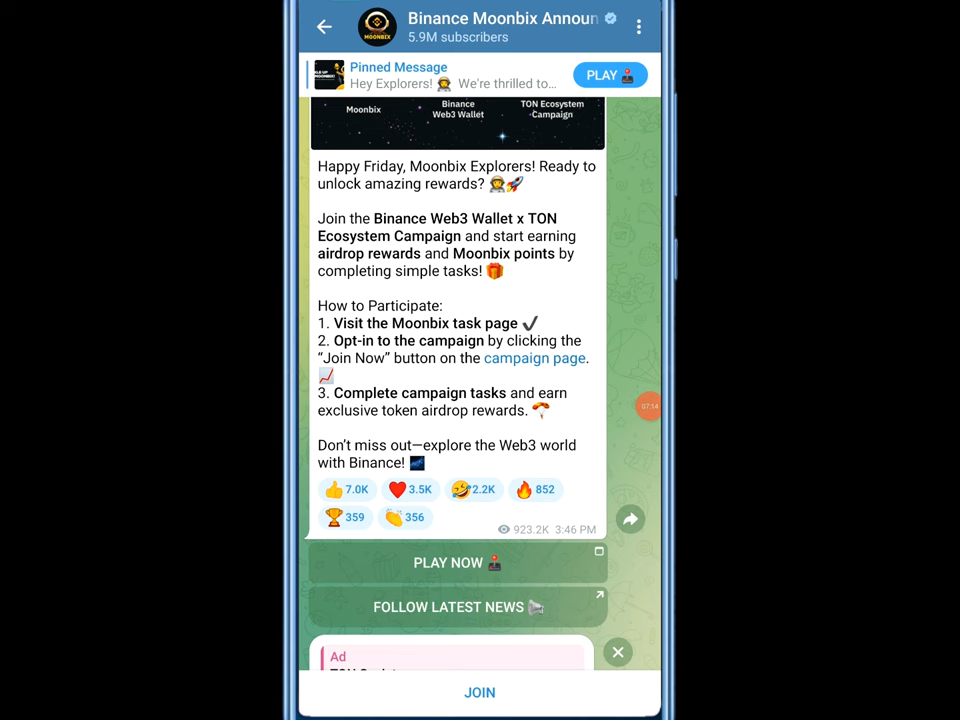 Binance Moonbix Announ
5.9M subscribers
MOONBIX
Pinned Message
Hey Explorers! 👩‍🚀 We're thrilled to...
PLAY 🕹️
Moonbix
Binance
Web3 Wallet
TON Ecosystem
Campaign
Happy Friday, Moonbix Explorers! Ready to
unlock amazing rewards? 👩‍🚀🚀
Join the Binance Web3 Wallet x TON
Ecosystem Campaign and start earning
airdrop rewards and Moonbix points by
completing simple tasks! 🎁
How to Participate:
1. Visit the Moonbix task page ✔️
2. Opt-in to the campaign by clicking the
“Join Now” button on the campaign page.
📈
3. Complete campaign tasks and earn
exclusive token airdrop rewards. 🪂
Don’t miss out—explore the Web3 world
with Binance! 🌌
👍 7.0K ❤️ 3.5K 🤣 2.2K 🔥 852
🏆 359 👏 356
923.2K 3:46 PM
07:14
PLAY NOW 🕹️
FOLLOW LATEST NEWS 📢
Ad
JOIN